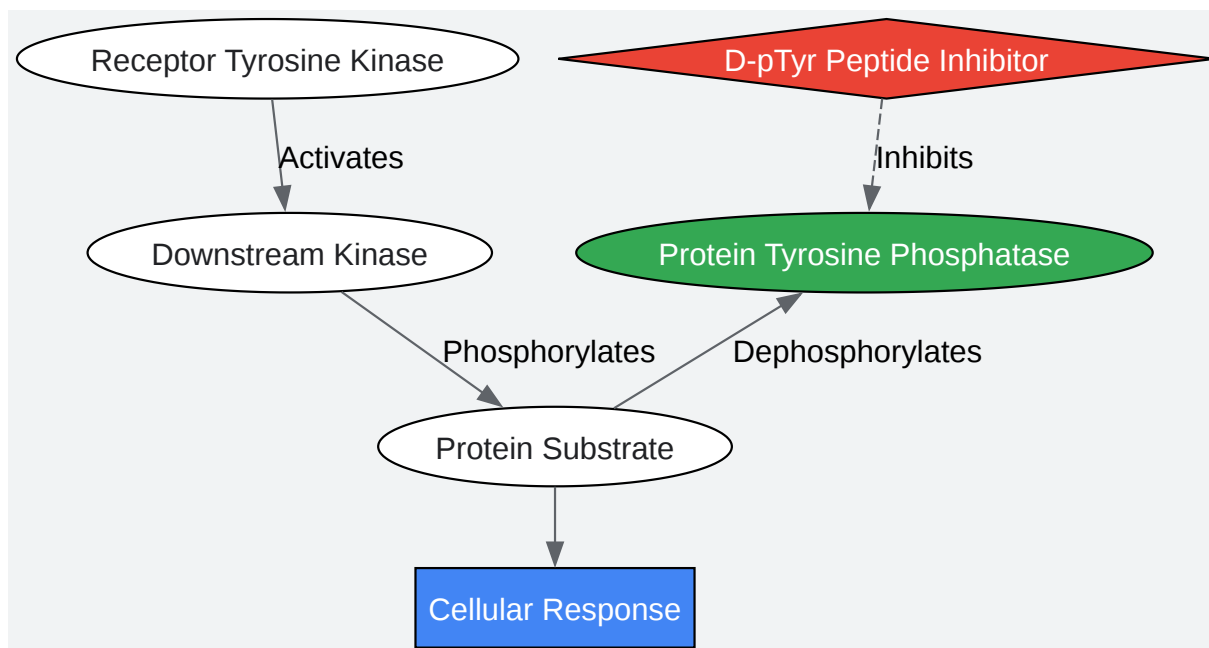 Receptor Tyrosine Kinase
D-pTyr Peptide Inhibitor
Activates
Inhibits
Downstream Kinase
Protein Tyrosine Phosphatase
Phosphorylates
Dephosphorylates
Protein Substrate
Cellular Response